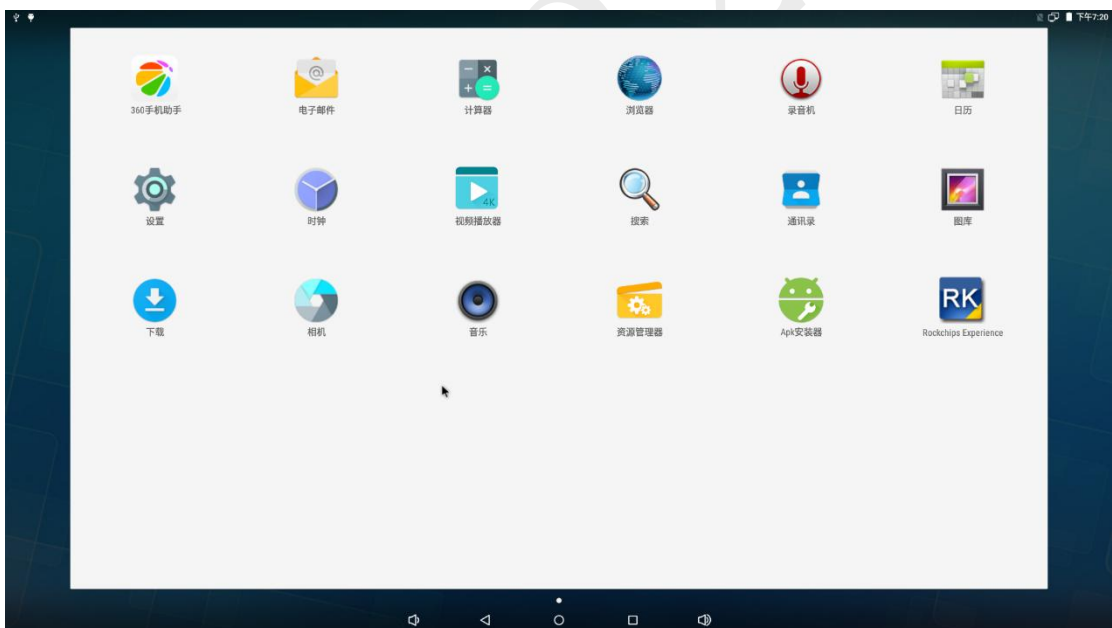 下午7:20
360手机助手
电子邮件
计算器
浏览器
录音机
日历
设置
时钟
4K
视频播放器
搜索
通讯录
图库
下载
相机
音乐
资源管理器
Apk安装器
RK
Rockchips Experience